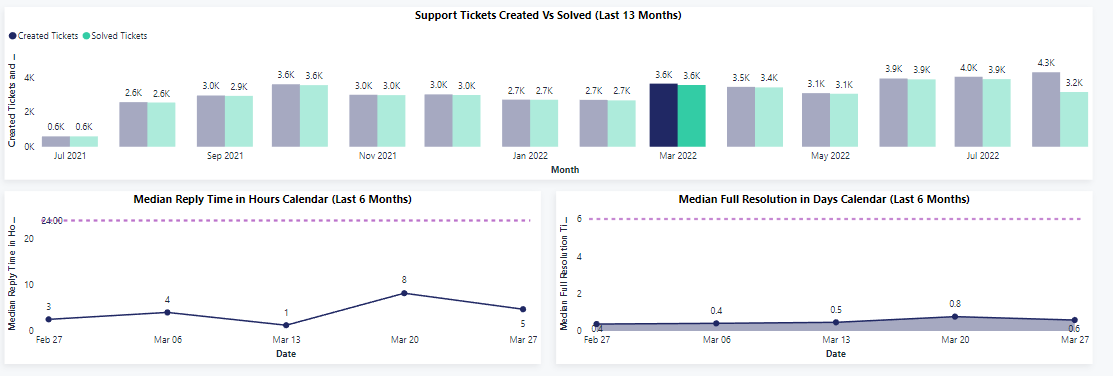 Support Tickets Created Vs Solved (Last 13 Months)
Created Tickets Solved Tickets
Created Tickets and ...
4K
2K
0K
0.6K 0.6K 2.6K 2.6K 3.0K 2.9K 3.6K 3.6K 3.0K 3.0K 3.0K 3.0K 2.7K 2.7K 2.7K 2.7K 3.6K 3.6K 3.5K 3.4K 3.1K 3.1K 3.9K 3.9K 4.0K 3.9K 4.3K 3.2K
Jul 2021 Sep 2021 Nov 2021 Jan 2022 Mar 2022 May 2022 Jul 2022
Month
Median Reply Time in Hours Calendar (Last 6 Months)
Median Reply Time in Ho...
24:00
20
10
0
3 4 1 8 5
Feb 27 Mar 06 Mar 13 Mar 20 Mar 27
Date
Median Full Resolution in Days Calendar (Last 6 Months)
Median Full Resolution Ti...
6
4
2
0
0.4 0.4 0.5 0.8 0.6
Feb 27 Mar 06 Mar 13 Mar 20 Mar 27
Date